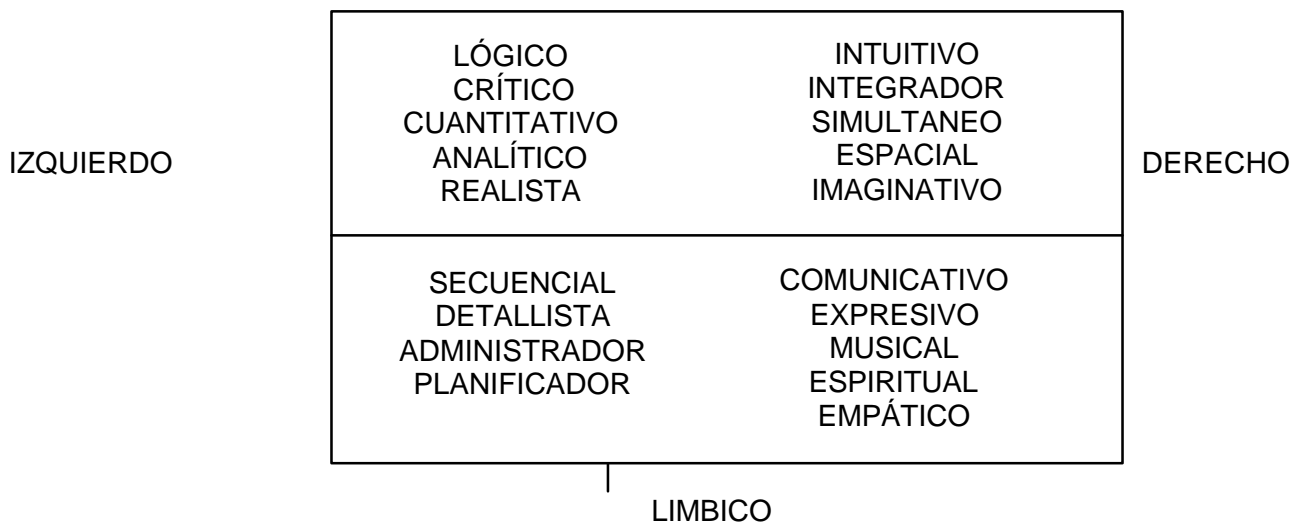 IZQUIERDO
LÓGICO
CRÍTICO
CUANTITATIVO
ANALÍTICO
REALISTA
INTUITIVO
INTEGRADOR
SIMULTANEO
ESPACIAL
IMAGINATIVO
DERECHO
SECUENCIAL
DETALLISTA
ADMINISTRADOR
PLANIFICADOR
COMUNICATIVO
EXPRESIVO
MUSICAL
ESPIRITUAL
EMPÁTICO
LIMBICO